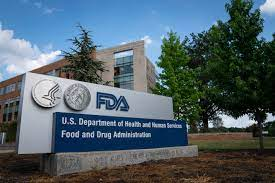 FDA
U.S. Department of Health and Human Services
Food and Drug Administration